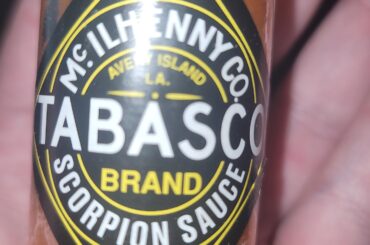 McILHENNY CO.
AVERY ISLAND
LA.
TABASCO
BRAND
SCORPION SAUCE